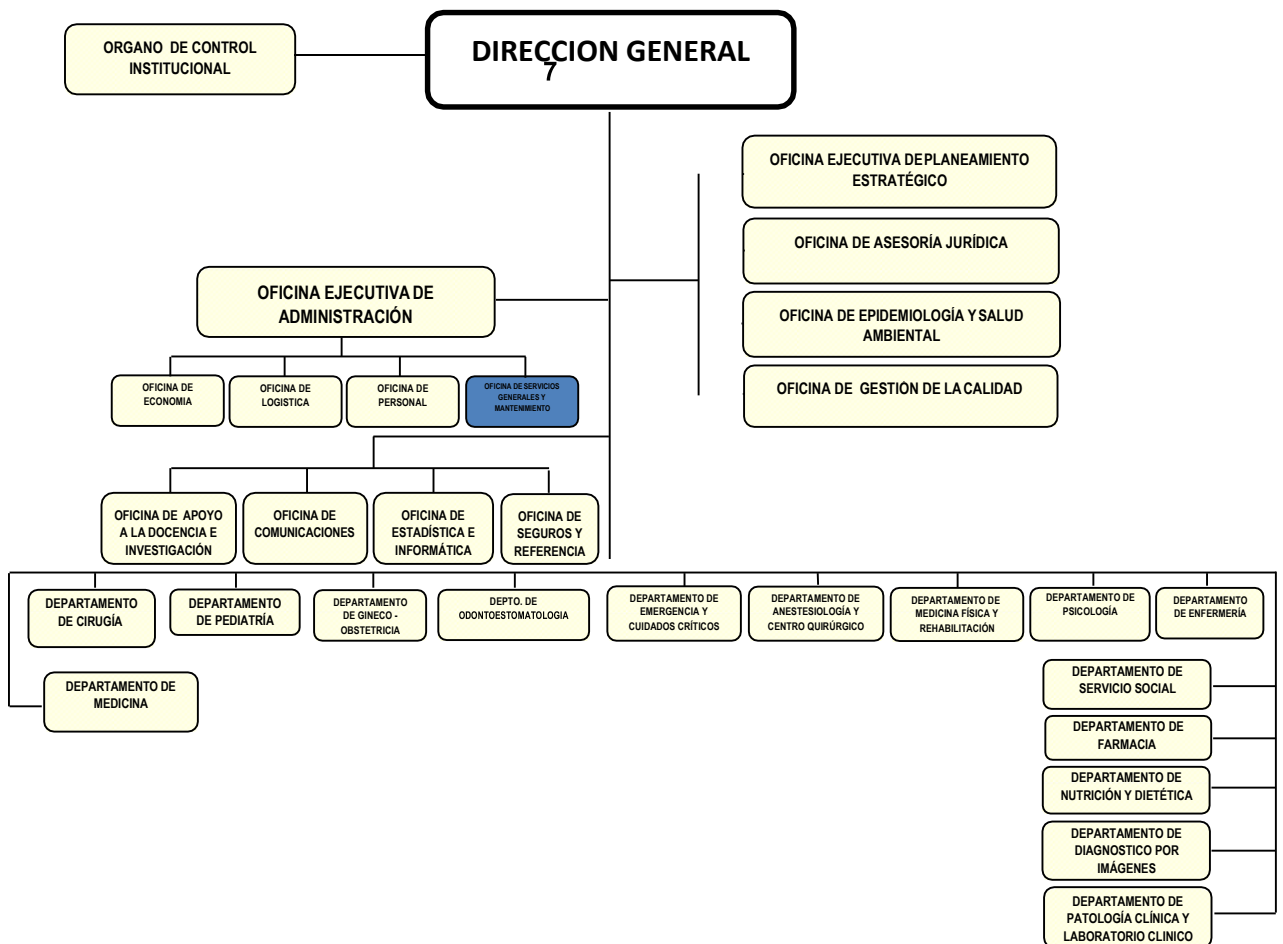 ORGANO DE CONTROL
INSTITUCIONAL
DIRECCION GENERAL
7
OFICINA EJECUTIVA DE PLANEAMIENTO
ESTRATÉGICO
OFICINA DE ASESORÍA JURÍDICA
OFICINA DE EPIDEMIOLOGÍA Y SALUD
AMBIENTAL
OFICINA DE GESTIÓN DE LA CALIDAD
OFICINA EJECUTIVA DE
ADMINISTRACIÓN
OFICINA DE
ECONOMIA
OFICINA DE
LOGISTICA
OFICINA DE
PERSONAL
OFICINA DE SERVICIOS
GENERALES Y
MANTENIMIENTO
OFICINA DE APOYO
A LA DOCENCIA E
INVESTIGACIÓN
OFICINA DE
COMUNICACIONES
OFICINA DE
ESTADÍSTICA E
INFORMÁTICA
OFICINA DE
SEGUROS Y
REFERENCIA
DEPARTAMENTO
DE CIRUGÍA
DEPARTAMENTO
DE PEDIATRÍA
DEPARTAMENTO
DE GINECO -
OBSTETRICIA
DEPTO. DE
ODONTOESTOMATOLOGIA
DEPARTAMENTO DE
EMERGENCIA Y
CUIDADOS CRÍTICOS
DEPARTAMENTO DE
ANESTESIOLOGÍA Y
CENTRO QUIRÚRGICO
DEPARTAMENTO DE
MEDICINA FÍSICA Y
REHABILITACIÓN
DEPARTAMENTO DE
PSICOLOGÍA
DEPARTAMENTO
DE ENFERMERÍA
DEPARTAMENTO DE
MEDICINA
DEPARTAMENTO DE
SERVICIO SOCIAL
DEPARTAMENTO DE
FARMACIA
DEPARTAMENTO DE
NUTRICIÓN Y DIETÉTICA
DEPARTAMENTO DE
DIAGNOSTICO POR
IMÁGENES
DEPARTAMENTO DE
PATOLOGÍA CLÍNICA Y
LABORATORIO CLINICO